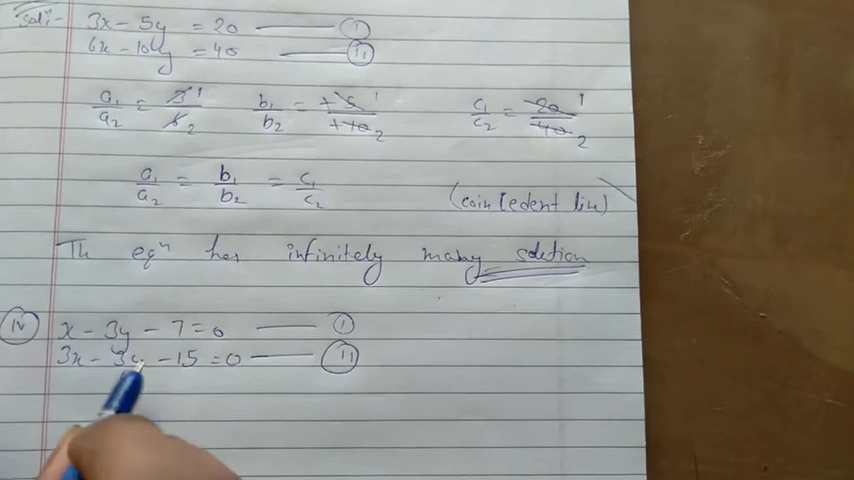 Solⁿ- 3x - 5y = 20 —— (i)
6x - 10y = 40 —— (ii)
a₁/a₂ = 3 1/6 2 b₁/b₂ = +5 1/+10 2 c₁/c₂ = 20 1/40 2
a₁/a₂ = b₁/b₂ = c₁/c₂ (coincedent line)
The eqⁿ has infinitely many solution
(iv) x - 3y - 7 = 0 —— (i)
3x - 3y - 15 = 0 —— (ii)